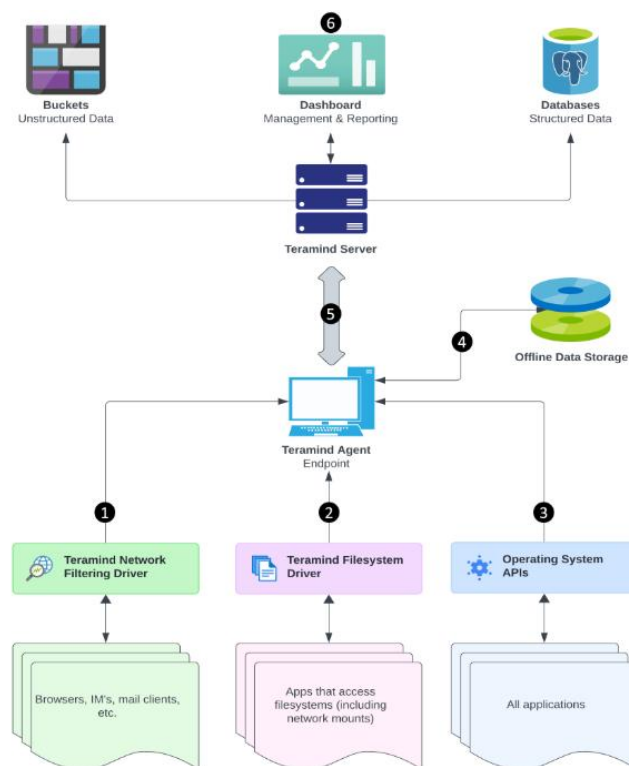 6
Buckets
Unstructured Data
Dashboard
Management & Reporting
Databases
Structured Data
Teramind Server
5
4
Offline Data Storage
Teramind Agent
Endpoint
1
2
3
Teramind Network
Filtering Driver
Teramind Filesystem
Driver
Operating System
APIs
Browsers, IM's, mail clients,
etc.
Apps that access
filesystems (including
network mounts)
All applications